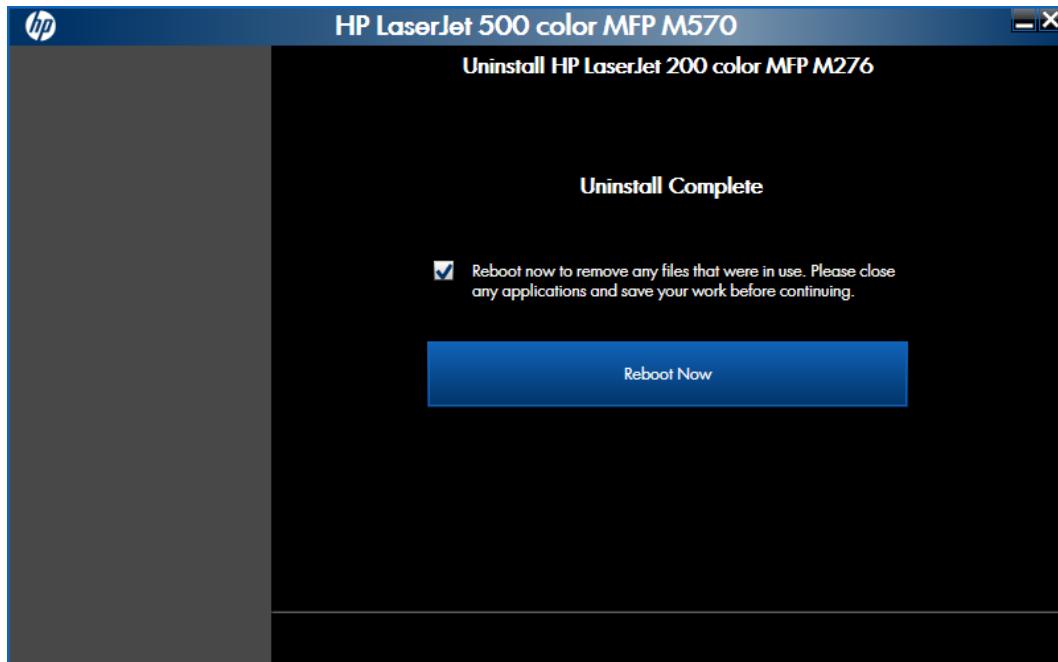 hp
HP LaserJet 500 color MFP M570
Uninstall HP LaserJet 200 color MFP M276
Uninstall Complete
Reboot now to remove any files that were in use. Please close
any applications and save your work before continuing.
Reboot Now